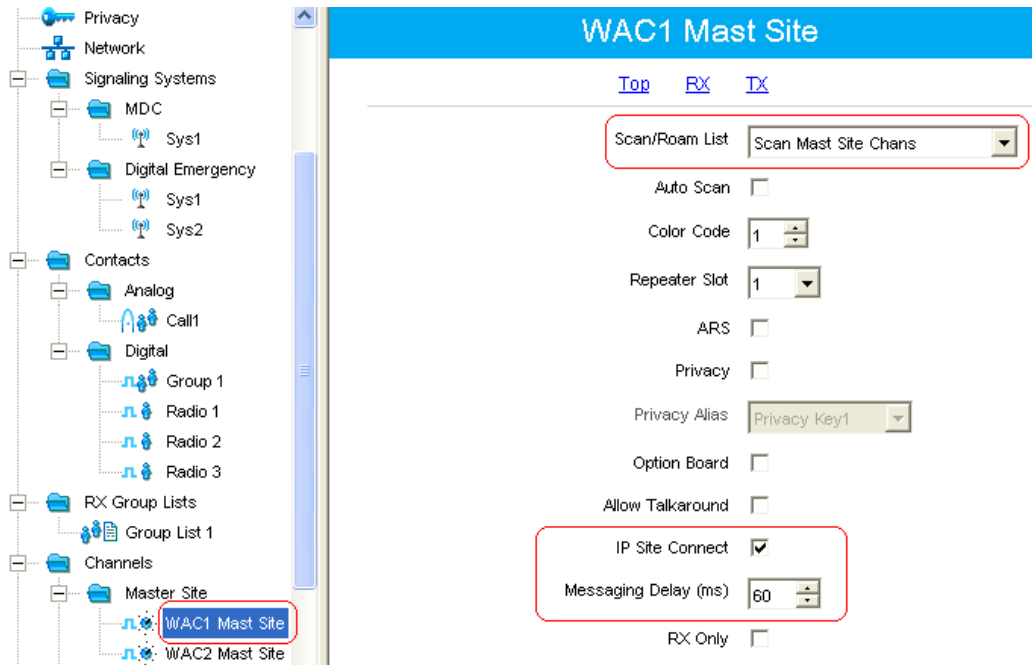 Privacy
Network
Signaling Systems
MDC
Sys1
Digital Emergency
Sys1
Sys2
Contacts
Analog
Call1
Digital
Group 1
Radio 1
Radio 2
Radio 3
RX Group Lists
Group List 1
Channels
Master Site
WAC1 Mast Site
WAC2 Mast Site
WAC1 Mast Site
Top RX TX
Scan/Roam List Scan Mast Site Chans
Auto Scan
Color Code 1
Repeater Slot 1
ARS
Privacy
Privacy Alias Privacy Key1
Option Board
Allow Talkaround
IP Site Connect
Messaging Delay (ms) 60
RX Only